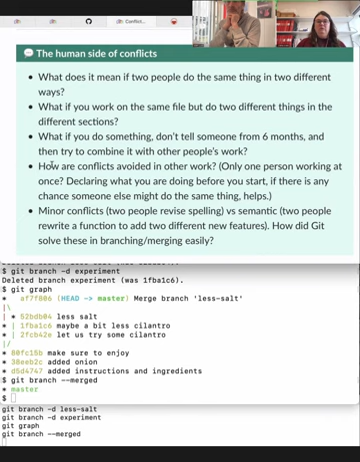 Conflict...
The human side of conflicts
• What does it mean if two people do the same thing in two different
ways?
• What if you work on the same file but do two different things in the
different sections?
• What if you do something, don't tell someone from 6 months, and
then try to combine it with other people's work?
• How are conflicts avoided in other work? (Only one person working at
once? Declaring what you are doing before you start, if there is any
chance someone else might do the same thing, helps.)
• Minor conflicts (two people revise spelling) vs semantic (two people
rewrite a function to add two different new features). How did Git
solve these in branching/merging easily?
$ git branch -d experiment
Deleted branch experiment (was 1fba1c6).
$ git graph
*   af7f806 (HEAD -> master) Merge branch 'less-salt'
|\
| * 52bdb04 less salt
* | 1fba1c6 maybe a bit less cilantro
* | 2fcb42e let us try some cilantro
|/
* 80fc15b make sure to enjoy
* 38eeb2c added onion
* d5d4747 added instructions and ingredients
$ git branch --merged
* master
$
git branch -d less-salt
git branch -d experiment
git graph
git branch --merged